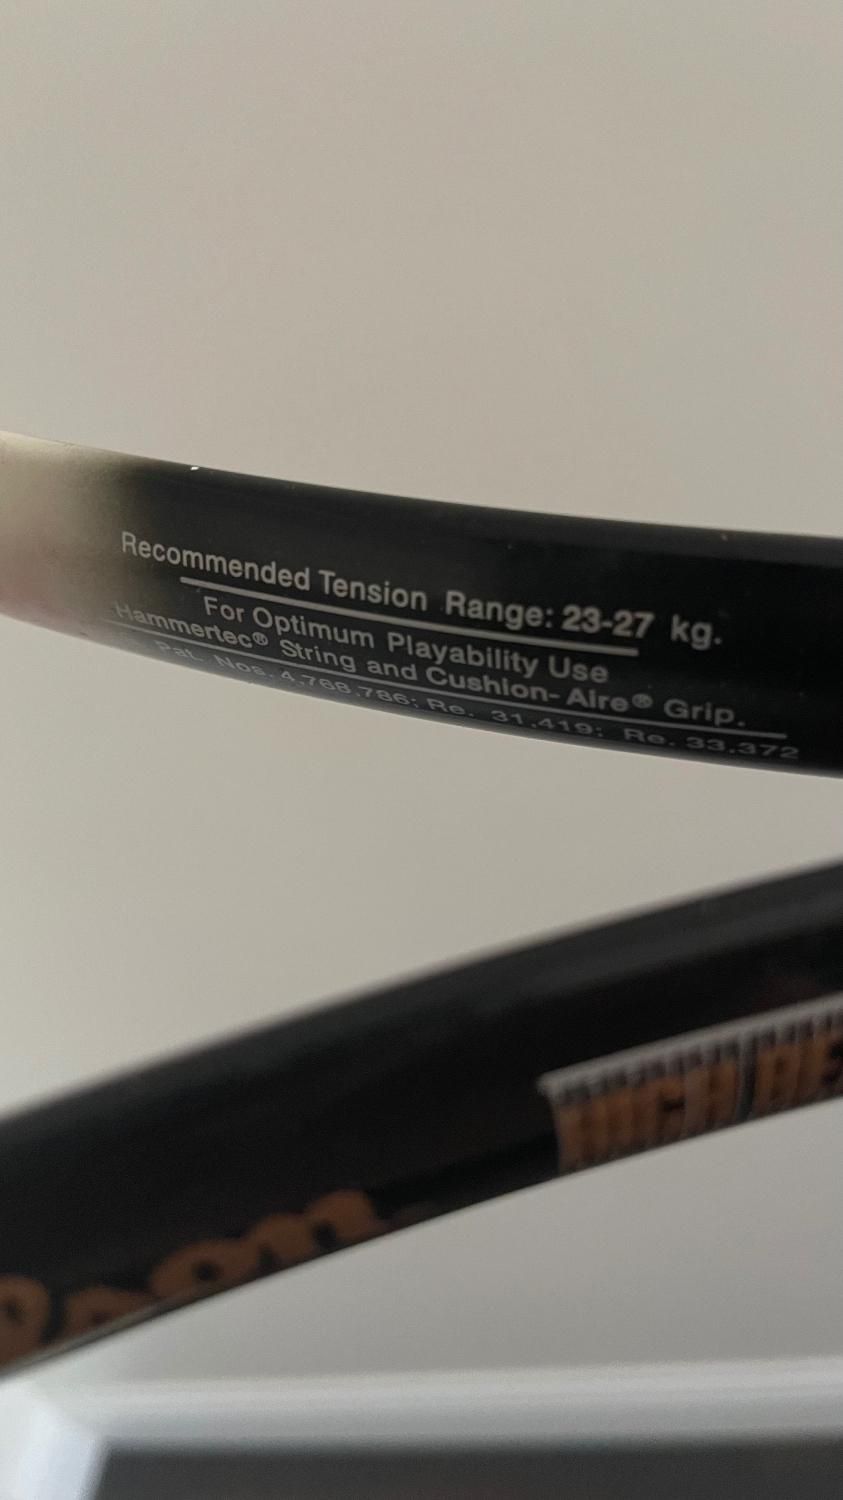 Recommended Tension Range: 23-27 kg.
For Optimum Playability Use
Hammertec® String and Cushion-Aire® Grip.
Pat. Nos. 4,768,786; Re. 31,419; Re. 33,372
HIGH